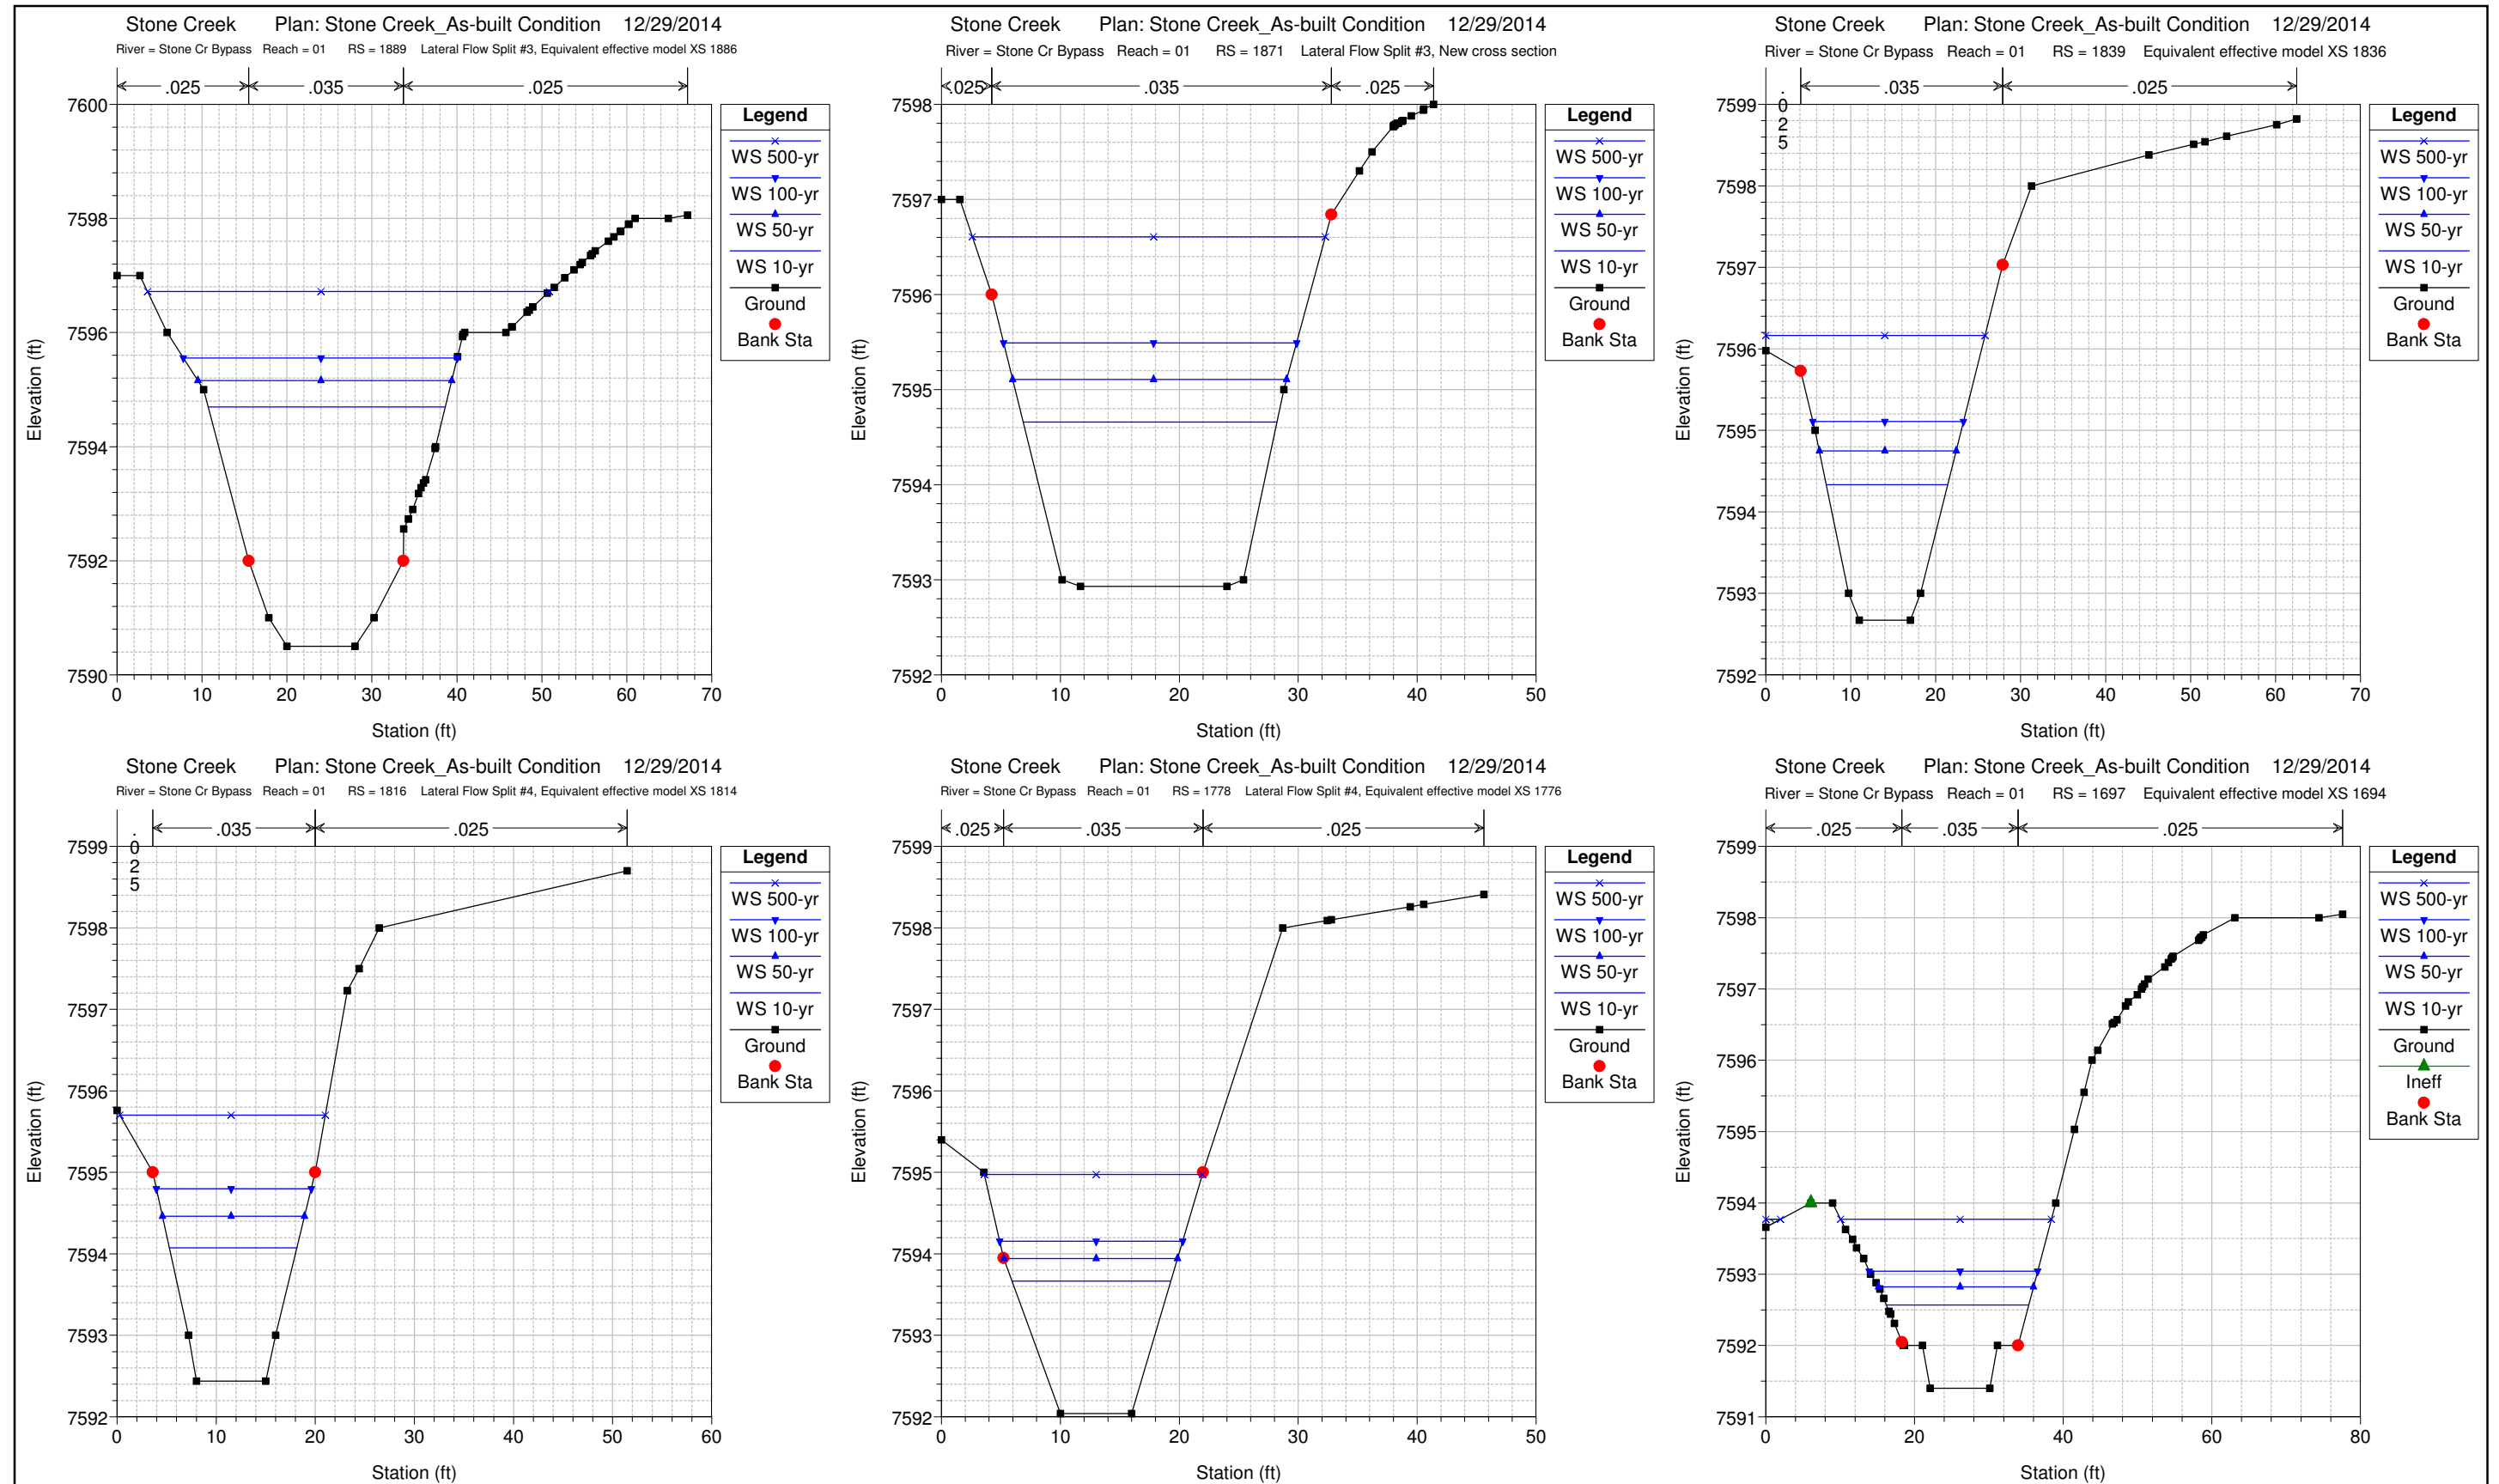 Stone Creek Plan: Stone Creek_As-built Condition 12/29/2014
River = Stone Cr Bypass Reach = 01 RS = 1889 Lateral Flow Split #3, Equivalent effective model XS 1886
.025 .035 .025
7600
7598
7596
7594
7592
7590
Elevation (ft)
0 10 20 30 40 50 60 70
Station (ft)
Legend
WS 500-yr
WS 100-yr
WS 50-yr
WS 10-yr
Ground
Bank Sta
Stone Creek Plan: Stone Creek_As-built Condition 12/29/2014
River = Stone Cr Bypass Reach = 01 RS = 1871 Lateral Flow Split #3, New cross section
.025 .035 .025
7598
7597
7596
7595
7594
7593
7592
Elevation (ft)
0 10 20 30 40 50
Station (ft)
Legend
WS 500-yr
WS 100-yr
WS 50-yr
WS 10-yr
Ground
Bank Sta
Stone Creek Plan: Stone Creek_As-built Condition 12/29/2014
River = Stone Cr Bypass Reach = 01 RS = 1839 Equivalent effective model XS 1836
.
0
2
5
.035 .025
7599
7598
7597
7596
7595
7594
7593
7592
Elevation (ft)
0 10 20 30 40 50 60 70
Station (ft)
Legend
WS 500-yr
WS 100-yr
WS 50-yr
WS 10-yr
Ground
Bank Sta
Stone Creek Plan: Stone Creek_As-built Condition 12/29/2014
River = Stone Cr Bypass Reach = 01 RS = 1816 Lateral Flow Split #4, Equivalent effective model XS 1814
.
0
2
5
.035 .025
7599
7598
7597
7596
7595
7594
7593
7592
Elevation (ft)
0 10 20 30 40 50 60
Station (ft)
Legend
WS 500-yr
WS 100-yr
WS 50-yr
WS 10-yr
Ground
Bank Sta
Stone Creek Plan: Stone Creek_As-built Condition 12/29/2014
River = Stone Cr Bypass Reach = 01 RS = 1778 Lateral Flow Split #4, Equivalent effective model XS 1776
.025 .035 .025
7599
7598
7597
7596
7595
7594
7593
7592
Elevation (ft)
0 10 20 30 40 50
Station (ft)
Legend
WS 500-yr
WS 100-yr
WS 50-yr
WS 10-yr
Ground
Bank Sta
Stone Creek Plan: Stone Creek_As-built Condition 12/29/2014
River = Stone Cr Bypass Reach = 01 RS = 1697 Equivalent effective model XS 1694
.025 .035 .025
7599
7598
7597
7596
7595
7594
7593
7592
7591
Elevation (ft)
0 20 40 60 80
Station (ft)
Legend
WS 500-yr
WS 100-yr
WS 50-yr
WS 10-yr
Ground
Ineff
Bank Sta